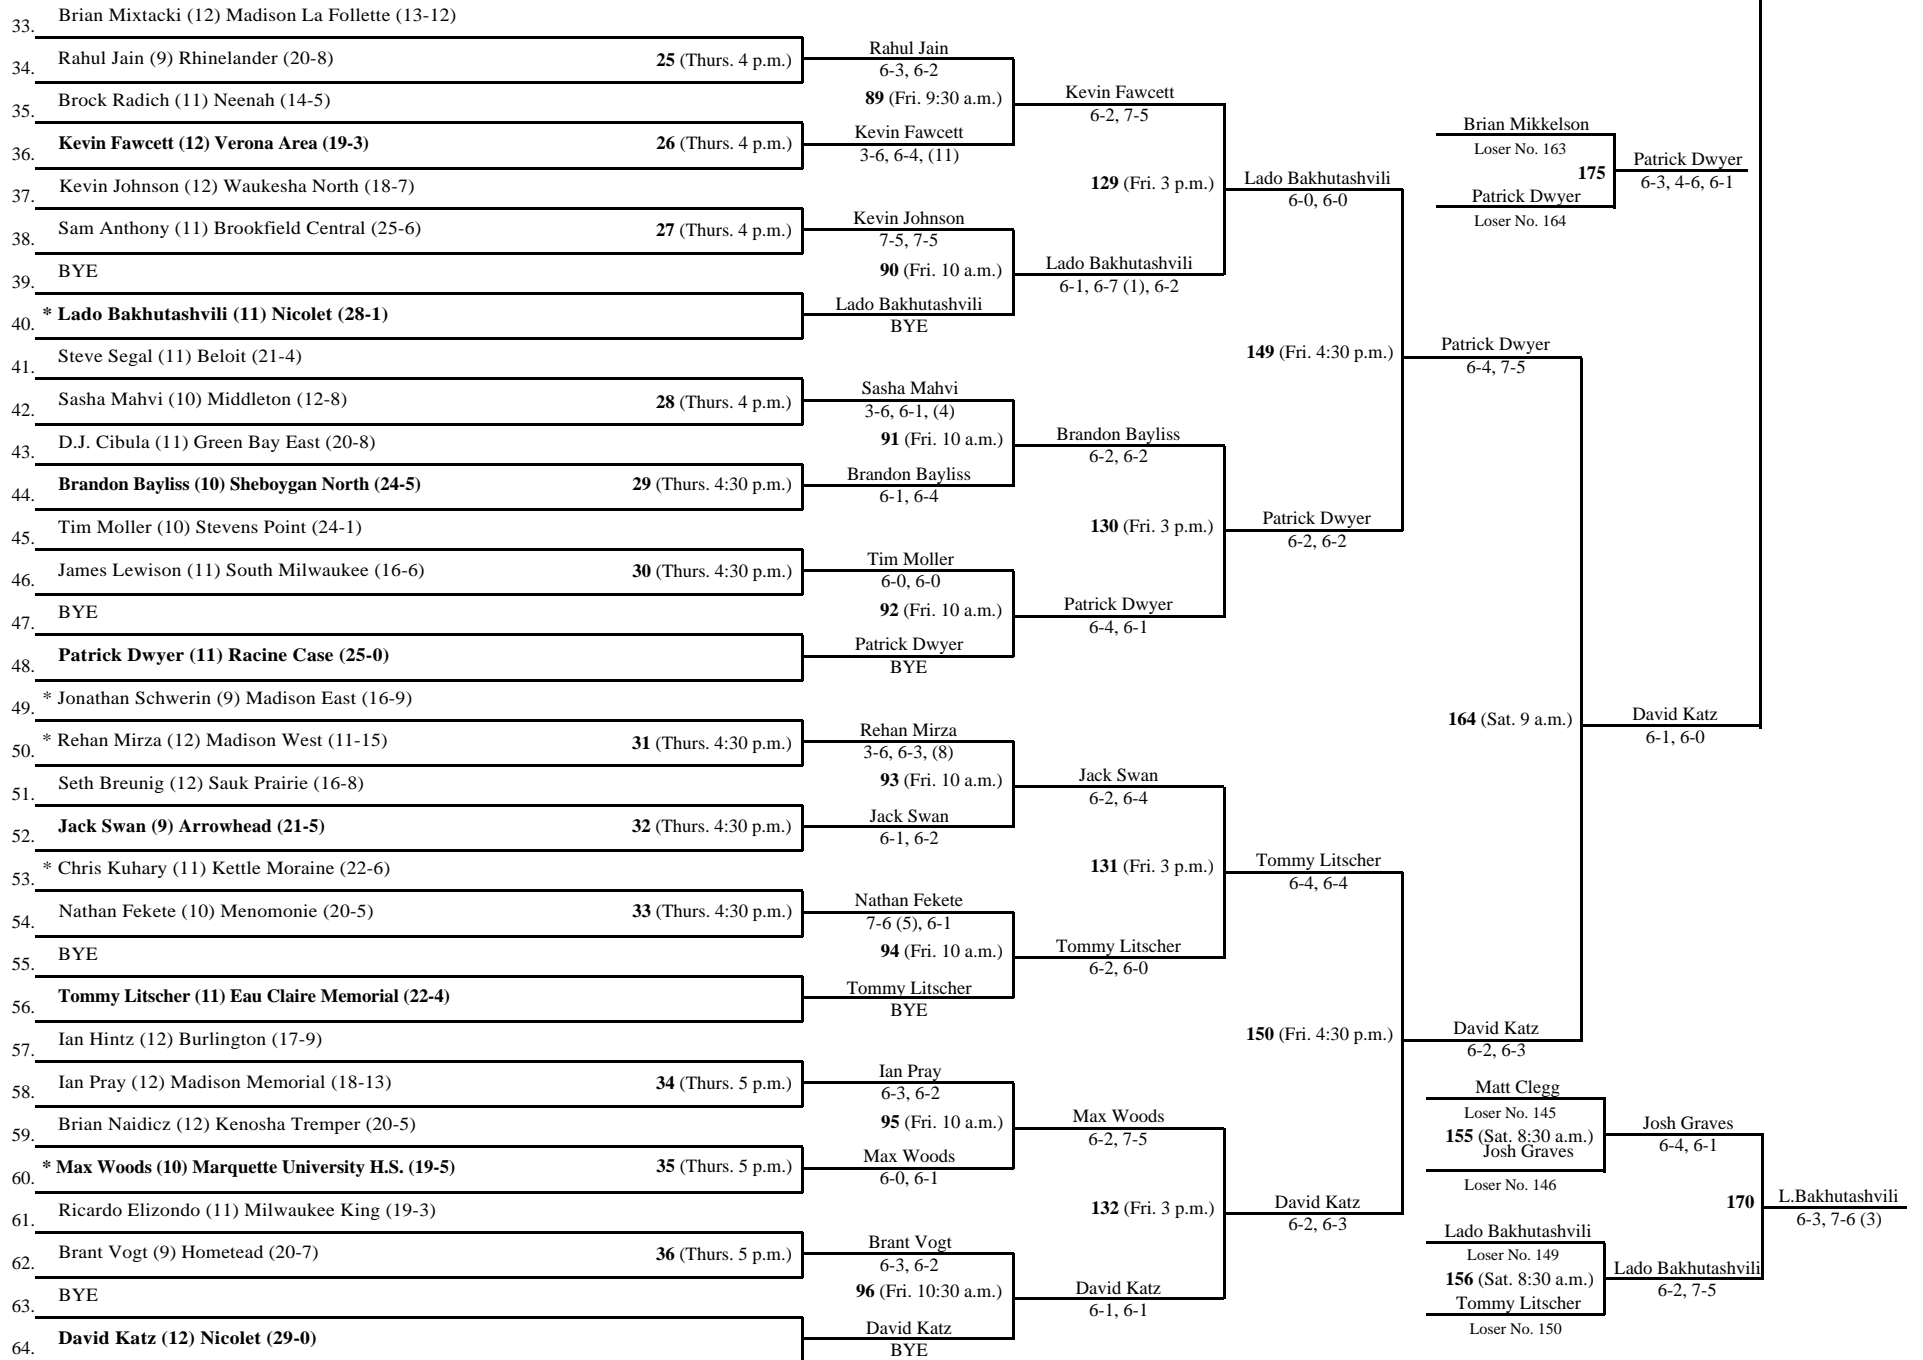 33. Brian Mixtacki (12) Madison La Follette (13-12)
34. Rahul Jain (9) Rhinelander (20-8)
25 (Thurs. 4 p.m.)
35. Brock Radich (11) Neenah (14-5)
36. Kevin Fawcett (12) Verona Area (19-3)
26 (Thurs. 4 p.m.)
37. Kevin Johnson (12) Waukesha North (18-7)
38. Sam Anthony (11) Brookfield Central (25-6)
27 (Thurs. 4 p.m.)
39. BYE
40. * Lado Bakhutashvili (11) Nicolet (28-1)
41. Steve Segal (11) Beloit (21-4)
42. Sasha Mahvi (10) Middleton (12-8)
28 (Thurs. 4 p.m.)
43. D.J. Cibula (11) Green Bay East (20-8)
44. Brandon Bayliss (10) Sheboygan North (24-5)
29 (Thurs. 4:30 p.m.)
45. Tim Moller (10) Stevens Point (24-1)
46. James Lewison (11) South Milwaukee (16-6)
30 (Thurs. 4:30 p.m.)
47. BYE
48. Patrick Dwyer (11) Racine Case (25-0)
49. * Jonathan Schwerin (9) Madison East (16-9)
50. * Rehan Mirza (12) Madison West (11-15)
31 (Thurs. 4:30 p.m.)
51. Seth Breunig (12) Sauk Prairie (16-8)
52. Jack Swan (9) Arrowhead (21-5)
32 (Thurs. 4:30 p.m.)
53. * Chris Kuhary (11) Kettle Moraine (22-6)
54. Nathan Fekete (10) Menomonie (20-5)
33 (Thurs. 4:30 p.m.)
55. BYE
56. Tommy Litscher (11) Eau Claire Memorial (22-4)
57. Ian Hintz (12) Burlington (17-9)
58. Ian Pray (12) Madison Memorial (18-13)
34 (Thurs. 5 p.m.)
59. Brian Naidicz (12) Kenosha Tremper (20-5)
60. * Max Woods (10) Marquette University H.S. (19-5)
35 (Thurs. 5 p.m.)
61. Ricardo Elizondo (11) Milwaukee King (19-3)
62. Brant Vogt (9) Hometead (20-7)
36 (Thurs. 5 p.m.)
63. BYE
64. David Katz (12) Nicolet (29-0)
Rahul Jain
6-3, 6-2
89 (Fri. 9:30 a.m.)
Kevin Fawcett
3-6, 6-4, (11)
Kevin Johnson
7-5, 7-5
90 (Fri. 10 a.m.)
Lado Bakhutashvili
BYE
Sasha Mahvi
3-6, 6-1, (4)
91 (Fri. 10 a.m.)
Brandon Bayliss
6-1, 6-4
Tim Moller
6-0, 6-0
92 (Fri. 10 a.m.)
Patrick Dwyer
BYE
Rehan Mirza
3-6, 6-3, (8)
93 (Fri. 10 a.m.)
Jack Swan
6-1, 6-2
Nathan Fekete
7-6 (5), 6-1
94 (Fri. 10 a.m.)
Tommy Litscher
BYE
Ian Pray
6-3, 6-2
95 (Fri. 10 a.m.)
Max Woods
6-0, 6-1
Brant Vogt
6-3, 6-2
96 (Fri. 10:30 a.m.)
David Katz
BYE
Kevin Fawcett
6-2, 7-5
129 (Fri. 3 p.m.)
Lado Bakhutashvili
6-1, 6-7 (1), 6-2
Brandon Bayliss
6-2, 6-2
130 (Fri. 3 p.m.)
Patrick Dwyer
6-4, 6-1
Jack Swan
6-2, 6-4
131 (Fri. 3 p.m.)
Tommy Litscher
6-2, 6-0
Max Woods
6-2, 7-5
132 (Fri. 3 p.m.)
David Katz
6-1, 6-1
Lado Bakhutashvili
6-0, 6-0
149 (Fri. 4:30 p.m.)
Patrick Dwyer
6-2, 6-2
Tommy Litscher
6-4, 6-4
150 (Fri. 4:30 p.m.)
David Katz
6-2, 6-3
Patrick Dwyer
6-4, 7-5
164 (Sat. 9 a.m.)
David Katz
6-2, 6-3
David Katz
6-1, 6-0
Brian Mikkelson
Loser No. 163
175
Patrick Dwyer
Loser No. 164
Patrick Dwyer
6-3, 4-6, 6-1
Matt Clegg
Loser No. 145
155 (Sat. 8:30 a.m.)
Josh Graves
Loser No. 146
Josh Graves
6-4, 6-1
170
Lado Bakhutashvili
Loser No. 149
156 (Sat. 8:30 a.m.)
Tommy Litscher
Loser No. 150
Lado Bakhutashvili
6-2, 7-5
L.Bakhutashvili
6-3, 7-6 (3)